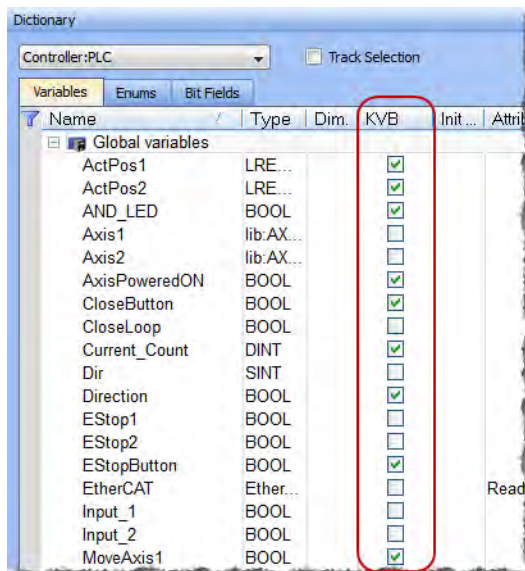 Dictionary
Controller:PLC Track Selection
Variables Enums Bit Fields
Name Type Dim. KVB Init ... Attrib
Global variables
ActPos1 LRE...
ActPos2 LRE...
AND_LED BOOL
Axis1 lib:AX...
Axis2 lib:AX...
AxisPoweredON BOOL
CloseButton BOOL
CloseLoop BOOL
Current_Count DINT
Dir SINT
Direction BOOL
EStop1 BOOL
EStop2 BOOL
EStopButton BOOL
EtherCAT Ether... Read
Input_1 BOOL
Input_2 BOOL
MoveAxis1 BOOL